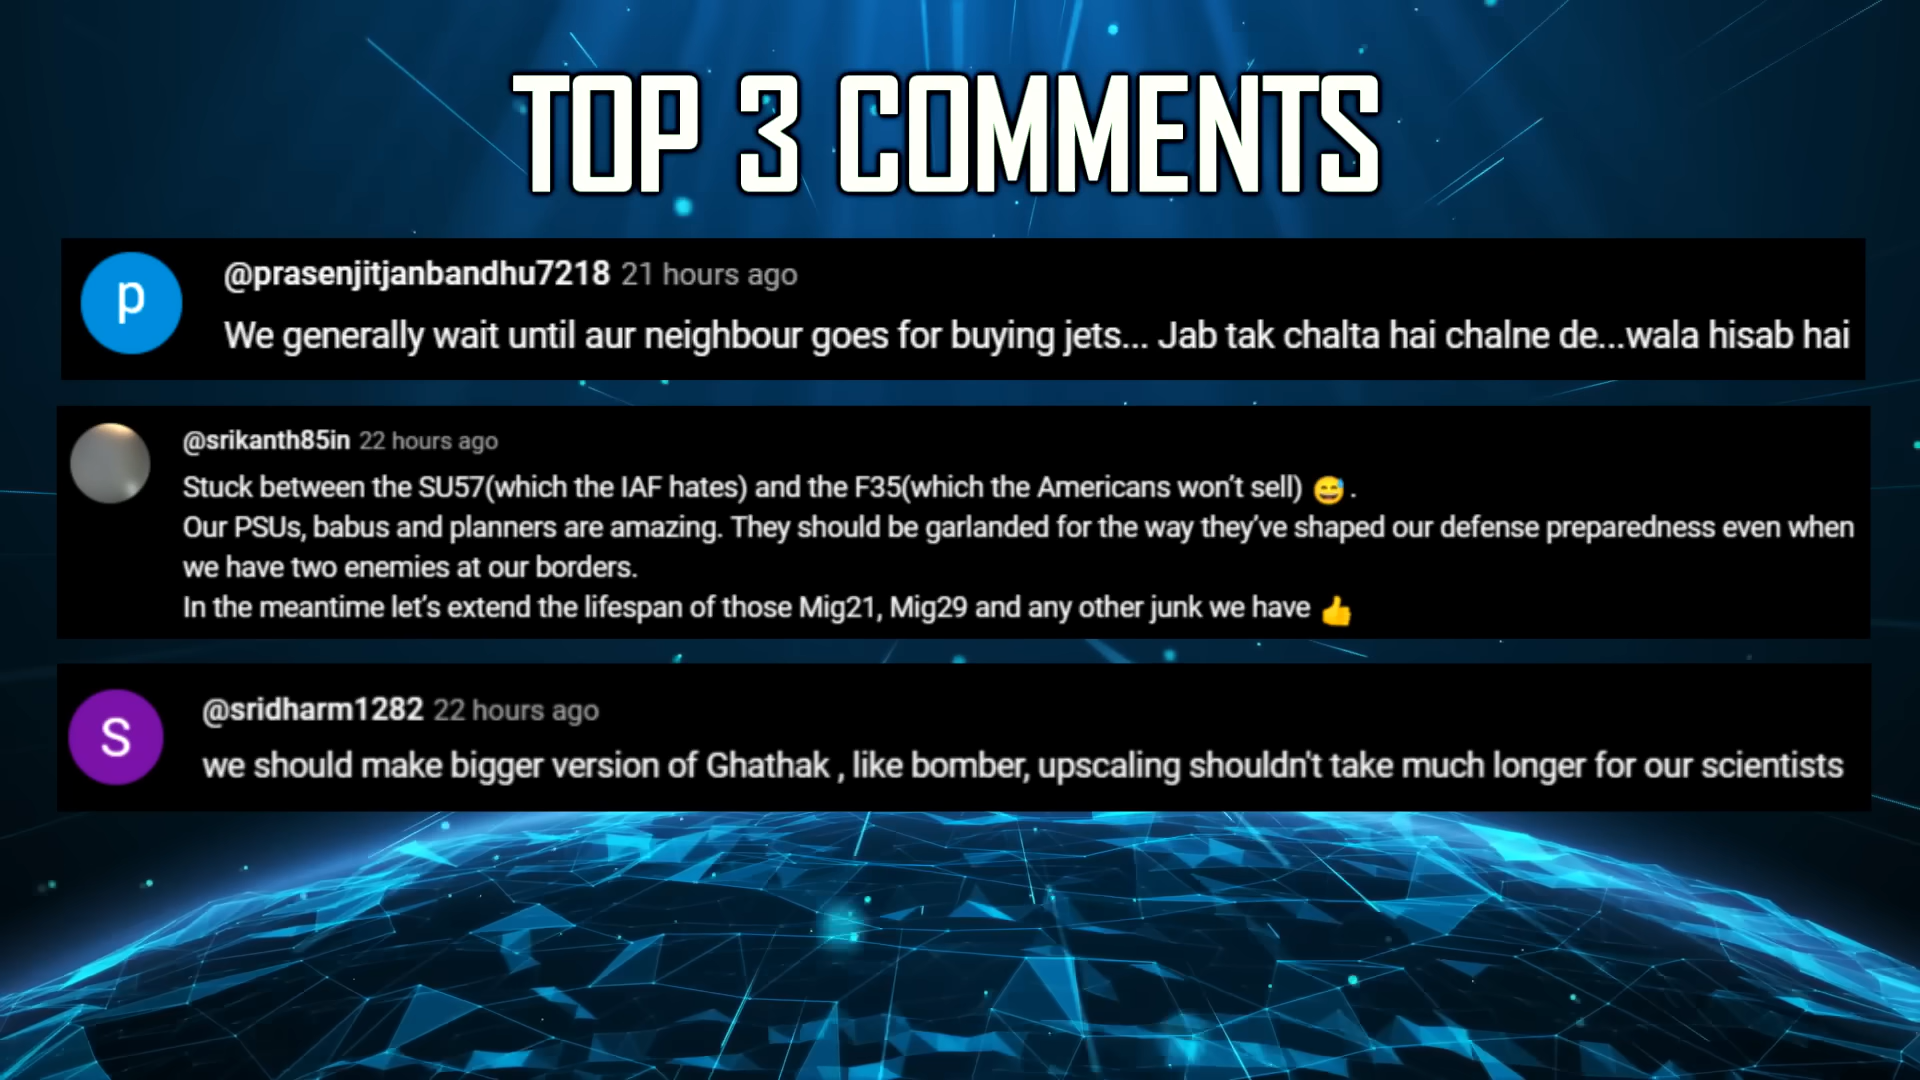 TOP 3 COMMENTS
p
@prasenjitjanbandhu7218 21 hours ago
We generally wait until aur neighbour goes for buying jets... Jab tak chalta hai chalne de...wala hisab hai
@srikanth85in 22 hours ago
Stuck between the SU57(which the IAF hates) and the F35(which the Americans won’t sell) 😅 .
Our PSUs, babus and planners are amazing. They should be garlanded for the way they’ve shaped our defense preparedness even when
we have two enemies at our borders.
In the meantime let’s extend the lifespan of those Mig21, Mig29 and any other junk we have 👍
S
@sridharm1282 22 hours ago
we should make bigger version of Ghathak , like bomber, upscaling shouldn't take much longer for our scientists